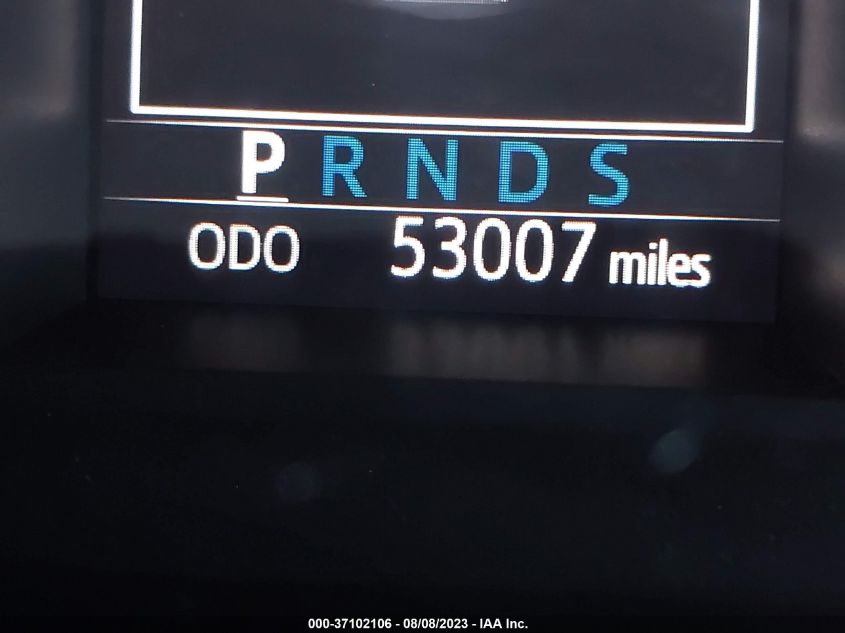 P R N D S
ODO 53007 miles
000-37102106 - 08/08/2023 - IAA Inc.